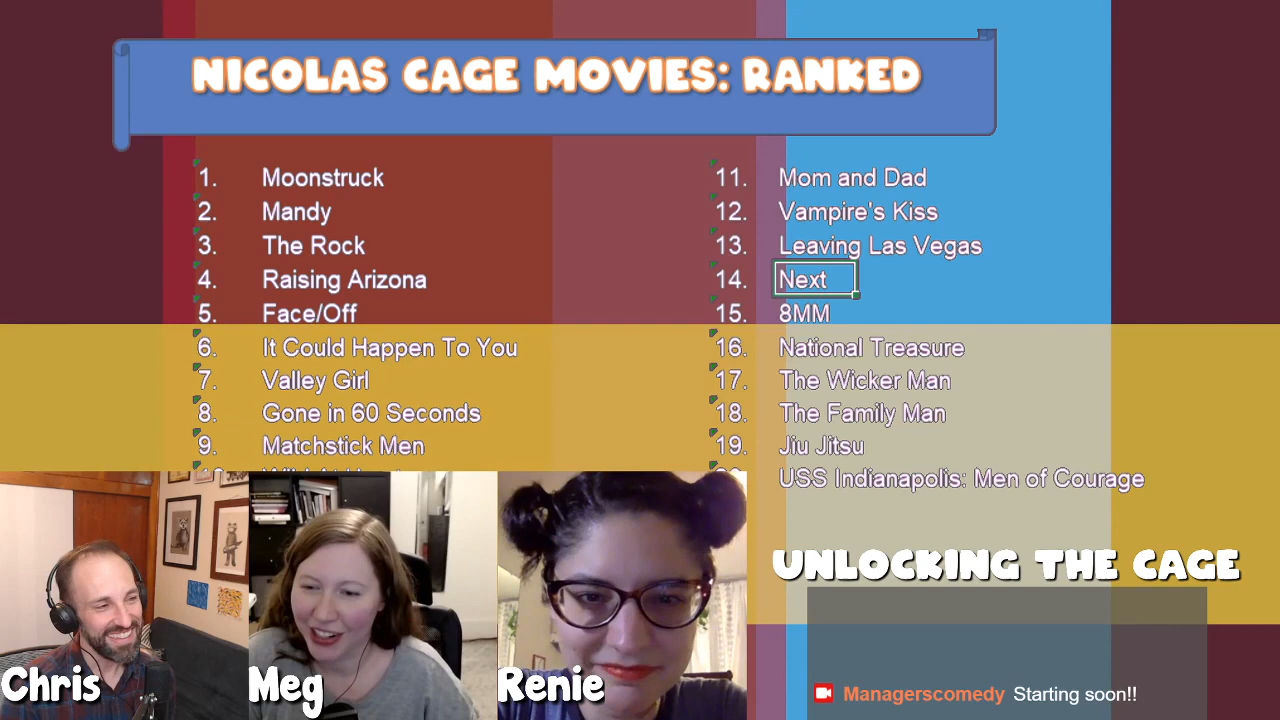 NICOLAS CAGE MOVIES: RANKED
1. Moonstruck
2. Mandy
3. The Rock
4. Raising Arizona
5. Face/Off
6. It Could Happen To You
7. Valley Girl
8. Gone in 60 Seconds
9. Matchstick Men
11. Mom and Dad
12. Vampire's Kiss
13. Leaving Las Vegas
14. Next
15. 8MM
16. National Treasure
17. The Wicker Man
18. The Family Man
19. Jiu Jitsu
USS Indianapolis: Men of Courage
UNLOCKING THE CAGE
Chris
Meg
Renie
Managerscomedy Starting soon!!